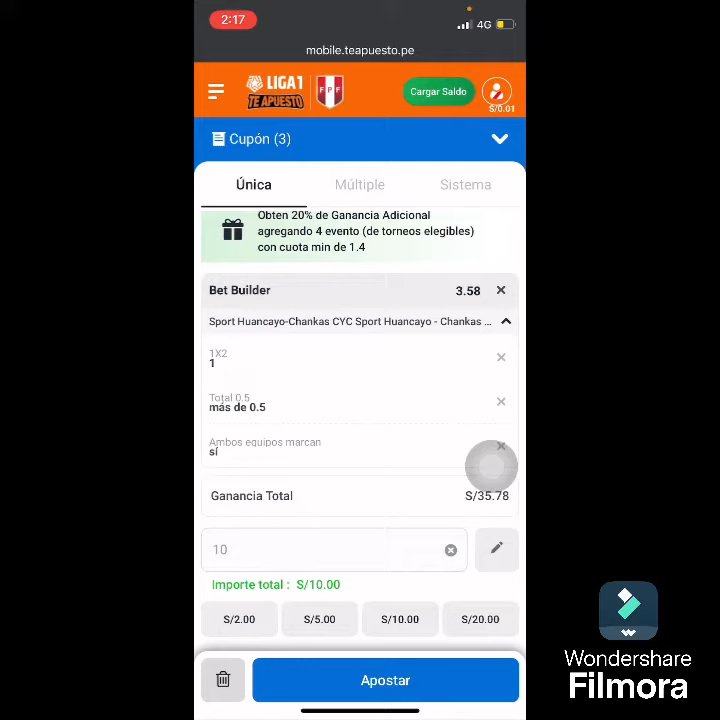 2:17
4G
mobile.teapuesto.pe
LIGA1
TE APUESTO
FPF
Cargar Saldo
S/0.01
Cupón (3)
Única
Múltiple
Sistema
Obten 20% de Ganancia Adicional
agregando 4 evento (de torneos elegibles)
con cuota min de 1.4
Bet Builder
3.58
Sport Huancayo-Chankas CYC Sport Huancayo - Chankas ...
1X2
1
Total 0.5
más de 0.5
Ambos equipos marcan
sí
Ganancia Total
S/35.78
10
Importe total : S/10.00
S/2.00
S/5.00
S/10.00
S/20.00
Apostar
Wondershare
Filmora